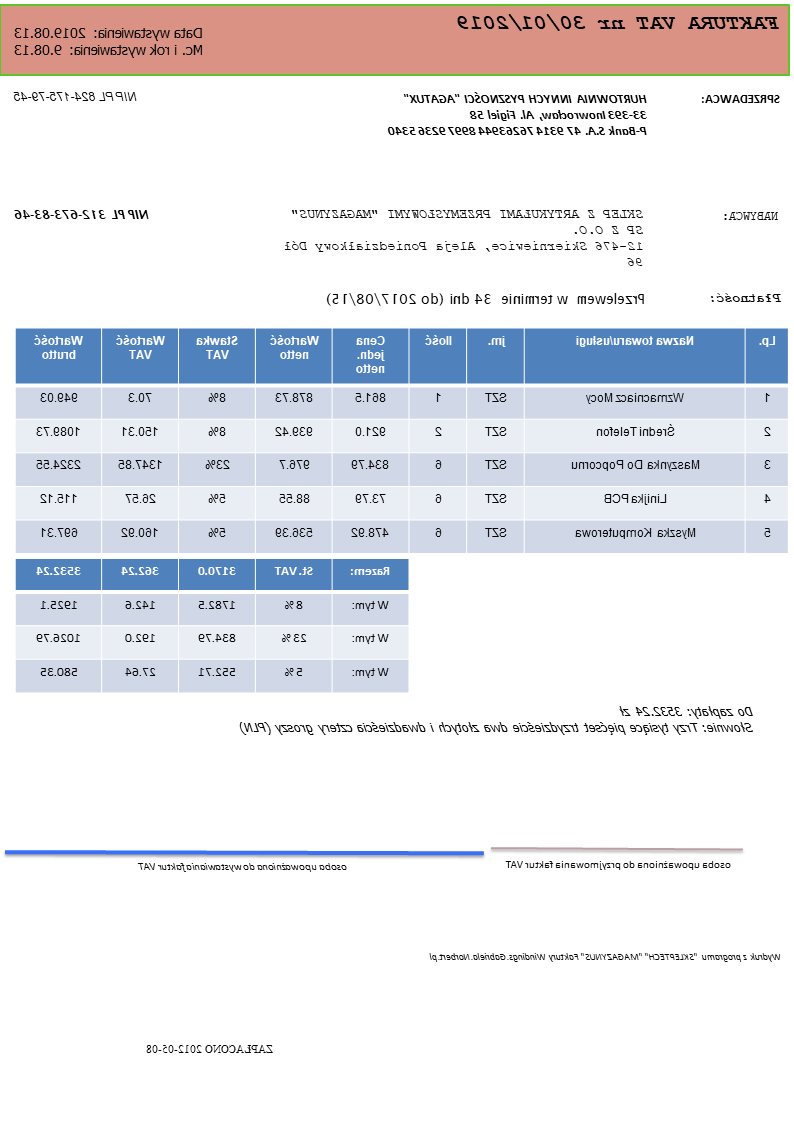 FAKTURA VAT nr 30/01/2019
Data wystawienia: 2019.08.13
Mc. i rok wystawienia: 9.08.13
SPRZEDAWCA:
HURTOWNIA INNYCH PYSZNOŚCI "AGATUX"
33-393 Inowrocław, Al. Figiel 58
P-Bank S.A. 47 9314 7626 3944 8997 9236 5340
NIP PL 824-175-79-45
NABYWCA:
SKLEP Z ARTYKUŁAMI PRZEMYSŁOWYMI "MAGAZYNUS"
SP Z O.O.
12-476 Skierniewice, Aleja Poniedziałkowy Dół
96
NIP PL 312-673-83-46
Płatność: Przelewem w terminie 34 dni (do 2017/08/15)
Lp. Nazwa towaru/usługi jm. Ilość Cena jedn. netto Wartość netto Stawka VAT Wartość VAT Wartość brutto
1 Wzmacniacz Mocy SZT 1 861.5 878.73 8% 70.3 949.03
2 Średni Telefon SZT 2 921.0 939.42 8% 150.31 1089.73
3 Maszynka Do Popcornu SZT 6 834.79 976.7 23% 1347.85 2324.55
4 Linijka PCB SZT 6 73.79 88.55 5% 26.57 115.12
5 Myszka Komputerowa SZT 6 478.92 536.39 5% 160.92 697.31
Razem: St. VAT 3170.0 362.24 3532.24
W tym: 8% 1782.5 142.6 1925.1
W tym: 23% 834.79 192.0 1026.79
W tym: 5% 552.71 27.64 580.35
Do zapłaty: 3532.24 zł
Słownie: Trzy tysiące pięćset trzydzieście dwa złotych i dwadzieścia cztery groszy (PLN)
osoba upoważniona do przyjmowania faktur VAT
osoba upoważniona do wystawiania faktur VAT
Wydruk z programu "SKLEPTECH" "MAGAZYNUS" Faktury Windings.Gabriela.Norbert.pl
ZAPŁACONO 2012-05-08